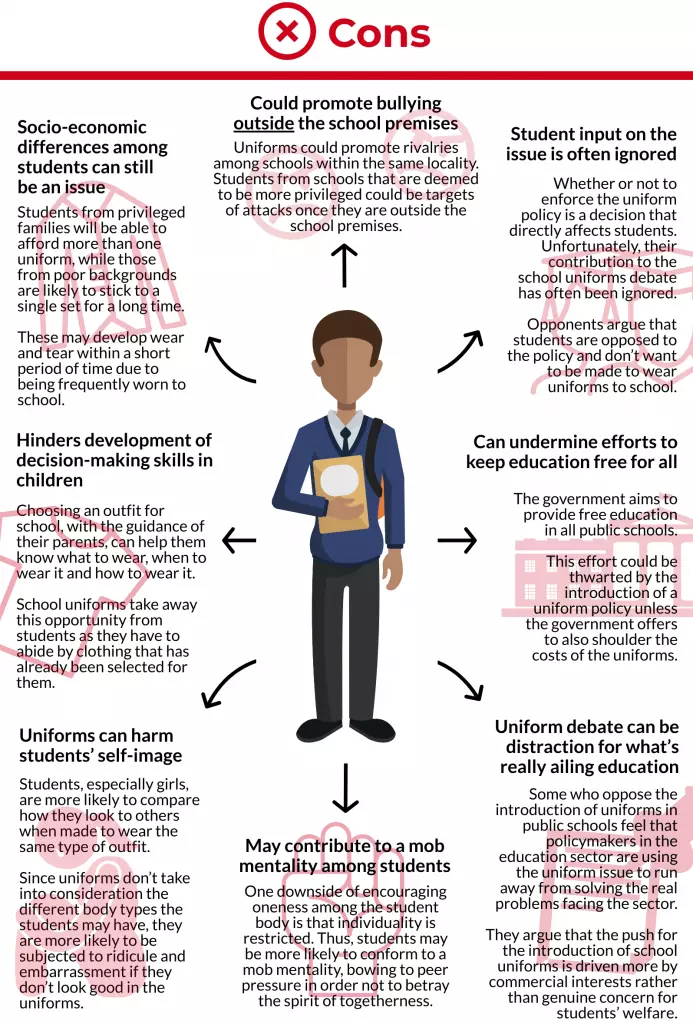 Cons
Could promote bullying
outside the school premises
Uniforms could promote rivalries
among schools within the same locality.
Students from schools that are deemed
to be more privileged could be targets
of attacks once they are outside the
school premises.
Socio-economic
differences among
students can still
be an issue
Students from privileged
families will be able to
afford more than one
uniform, while those
from poor backgrounds
are likely to stick to a
single set for a long time.
These may develop wear
and tear within a short
period of time due to
being frequently worn to
school.
Student input on the
issue is often ignored
Whether or not to
enforce the uniform
policy is a decision that
directly affects students.
Unfortunately, their
contribution to the
school uniforms debate
has often been ignored.
Opponents argue that
students are opposed to
the policy and don't want
to be made to wear
uniforms to school.
Hinders development of
decision-making skills in
children
Choosing an outfit for
school, with the guidance of
their parents, can help them
know what to wear, when to
wear it and how to wear it.
School uniforms take away
this opportunity from
students as they have to
abide by clothing that has
already been selected for
them.
Can undermine efforts to
keep education free for all
The government aims to
provide free education
in all public schools.
This effort could be
thwarted by the
introduction of a
uniform policy unless
the government offers
to also shoulder the
costs of the uniforms.
Uniforms can harm
students' self-image
Students, especially girls,
are more likely to compare
how they look to others
when made to wear the
same type of outfit.
Since uniforms don't take
into consideration the
different body types the
students may have, they
are more likely to be
subjected to ridicule and
embarrassment if they
don't look good in the
uniforms.
May contribute to a mob
mentality among students
One downside of encouraging
oneness among the student
body is that individuality is
restricted. Thus, students may
be more likely to conform to a
mob mentality, bowing to peer
pressure in order not to betray
the spirit of togetherness.
Uniform debate can be
distraction for what's
really ailing education
Some who oppose the
introduction of uniforms in
public schools feel that
policymakers in the
education sector are using
the uniform issue to run
away from solving the real
problems facing the sector.
They argue that the push for
the introduction of school
uniforms is driven more by
commercial interests rather
than genuine concern for
students' welfare.